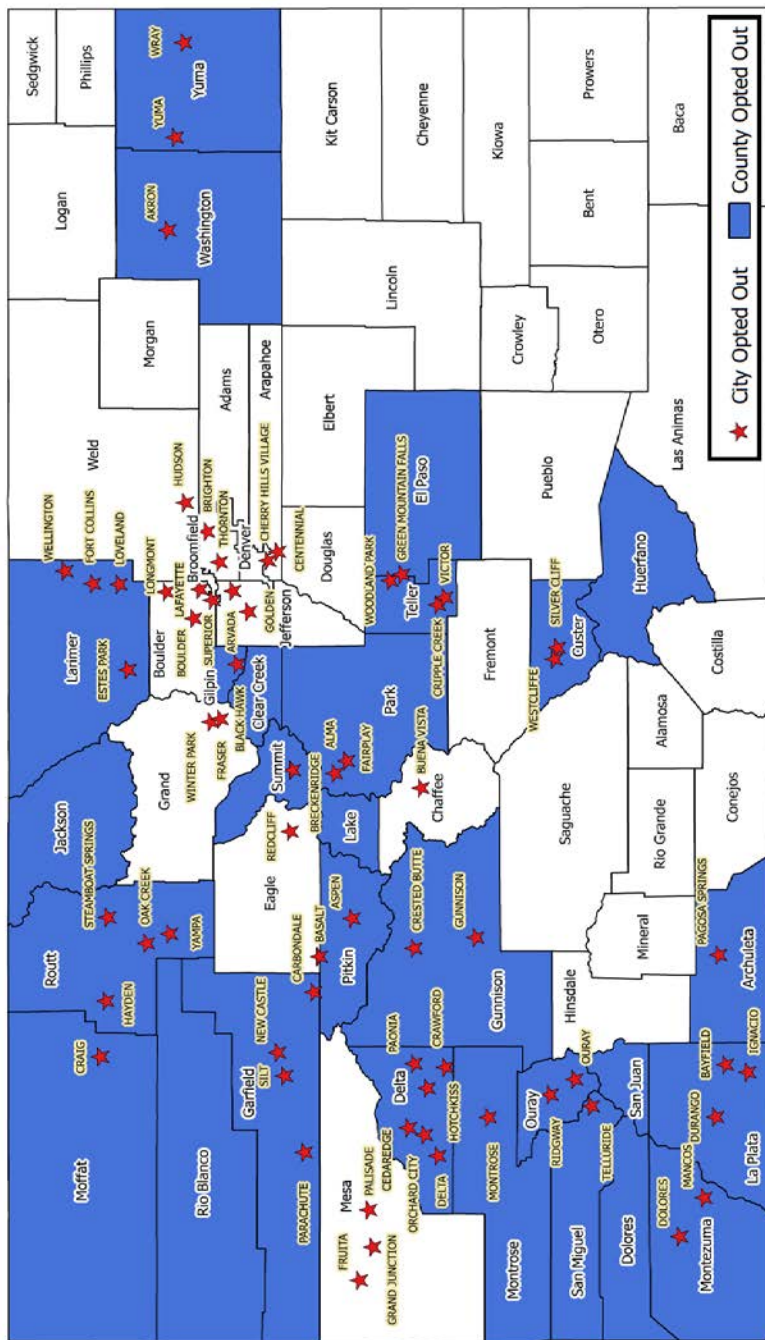 Moffat
CRAIG
HAYDEN
Routt
STEAMBOAT SPRINGS
OAK CREEK
YAMPA
Jackson
Larimer
ESTES PARK
WELLINGTON
FORT COLLINS
LOVELAND
Weld
Logan
Sedgwick
Phillips
Rio Blanco
Grand
WINTER PARK
FRASER
Boulder
LONGMONT
BOULDER
LAFAYETTE
SUPERIOR
Broomfield
HUDSON
BRIGHTON
THORNTON
Morgan
AKRON
Washington
YUMA
WRAY
Yuma
Garfield
PARACHUTE
SILT
NEW CASTLE
CARBONDALE
BASALT
Eagle
REDCLIFF
Summit
BRECKENRIDGE
Gilpin
BLACK HAWK
Clear Creek
ARVADA
GOLDEN
Jefferson
Denver
Adams
Arapahoe
CHERRY HILLS VILLAGE
CENTENNIAL
Mesa
FRUITA
GRAND JUNCTION
PALISADE
Pitkin
ASPEN
Lake
Park
ALMA
FAIRPLAY
Douglas
Elbert
Lincoln
Kit Carson
Delta
CEDAREDGE
ORCHARD CITY
DELTA
PAONIA
CRAWFORD
HOTCHKISS
Gunnison
CRESTED BUTTE
GUNNISON
Chaffee
BUENA VISTA
Teller
WOODLAND PARK
GREEN MOUNTAIN FALLS
CRIPPLE CREEK
VICTOR
El Paso
Cheyenne
Montrose
MONTROSE
Ouray
OURAY
RIDGWAY
TELLURIDE
San Miguel
Hinsdale
Saguache
Fremont
Custer
WESTCLIFFE
SILVER CLIFF
Pueblo
Crowley
Kiowa
Dolores
San Juan
Mineral
Rio Grande
Alamosa
Huerfano
Otero
Bent
Prowers
Montezuma
DOLORES
MANCOS
La Plata
DURANGO
BAYFIELD
IGNACIO
Archuleta
PAGOSA SPRINGS
Conejos
Costilla
Las Animas
Baca
City Opted Out
County Opted Out